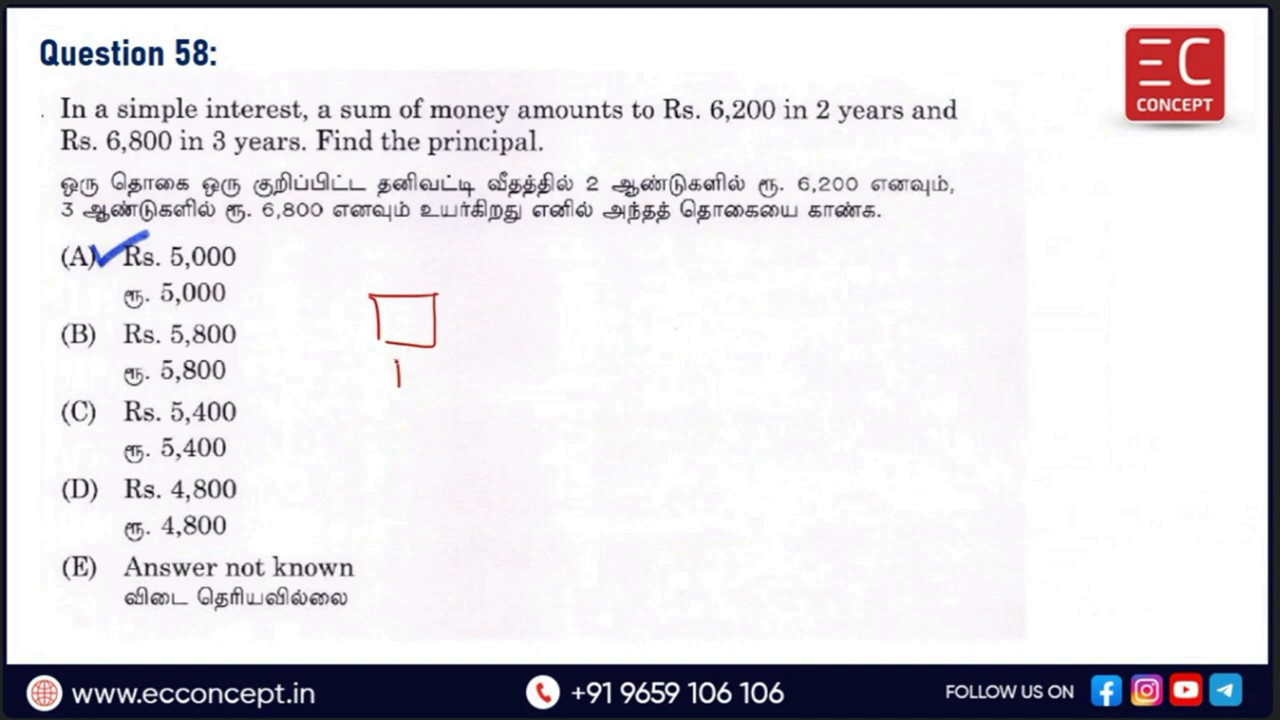 Question 58:
EC
CONCEPT
In a simple interest, a sum of money amounts to Rs. 6,200 in 2 years and
Rs. 6,800 in 3 years. Find the principal.
ஒரு தொகை ஒரு குறிப்பிட்ட தனிவட்டி வீதத்தில் 2 ஆண்டுகளில் ரூ. 6,200 எனவும்,
3 ஆண்டுகளில் ரூ. 6,800 எனவும் உயர்கிறது எனில் அந்தத் தொகையை காண்க.
(A) Rs. 5,000
ரூ. 5,000
(B) Rs. 5,800
ரூ. 5,800
(C) Rs. 5,400
ரூ. 5,400
(D) Rs. 4,800
ரூ. 4,800
(E) Answer not known
விடை தெரியவில்லை
www.ecconcept.in
+91 9659 106 106
FOLLOW US ON